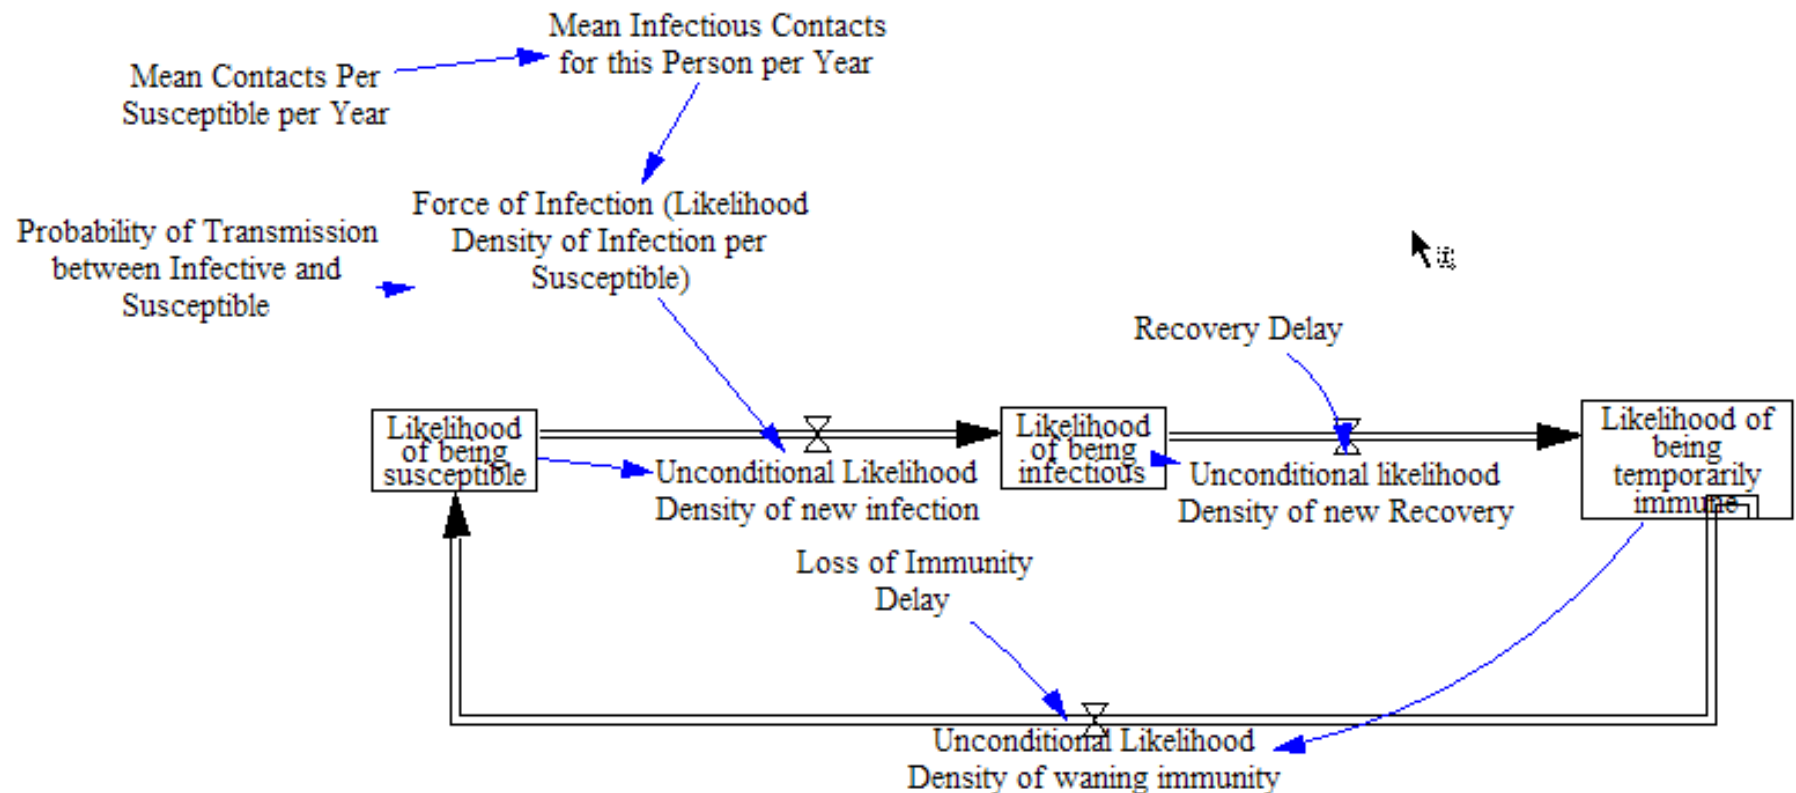 Mean Infectious Contacts
for this Person per Year
Mean Contacts Per
Susceptible per Year
Force of Infection (Likelihood
Density of Infection per
Susceptible)
Probability of Transmission
between Infective and
Susceptible
Recovery Delay
Likelihood
of being
susceptible
Unconditional Likelihood
Density of new infection
Likelihood
of being
infectious
Unconditional likelihood
Density of new Recovery
Likelihood of
being
temporarily
immune
Loss of Immunity
Delay
Unconditional Likelihood
Density of waning immunity